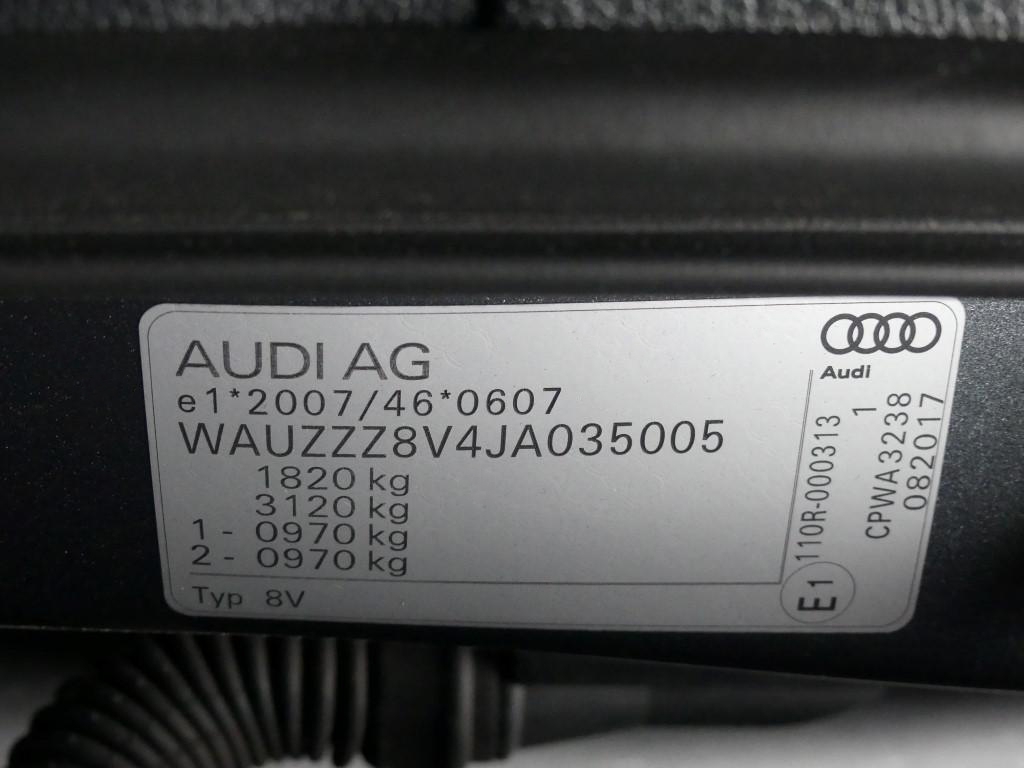 AUDI AG
e1*2007/46*0607
WAUZZZ8V4JA035005
1820 kg
3120 kg
1 - 0970 kg
2 - 0970 kg
Typ 8V
Audi
E1 110R-000313
1
CPWA3238
082017